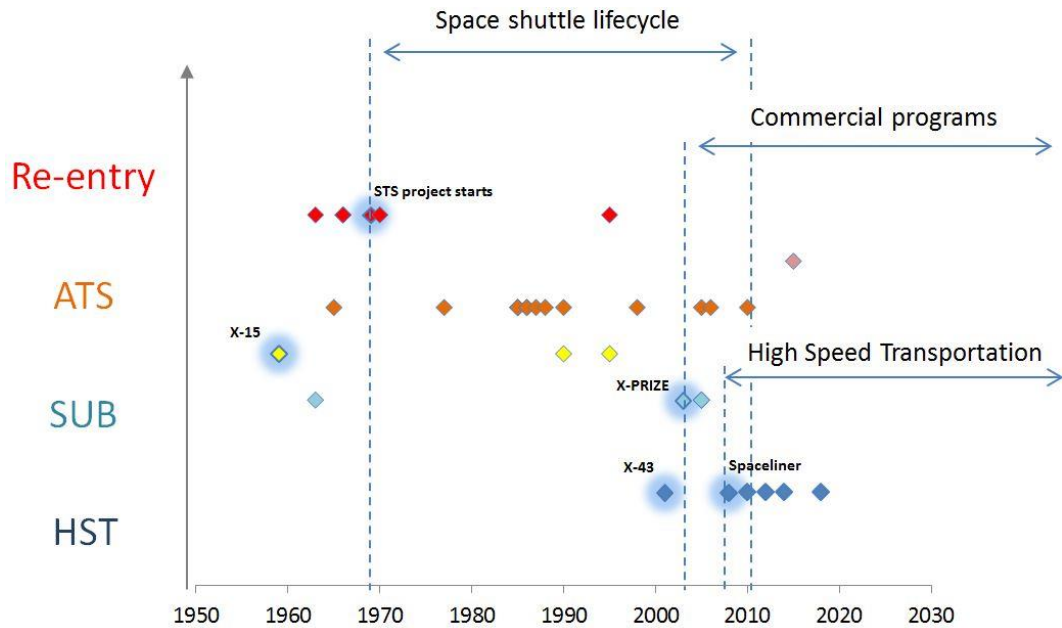 Space shuttle lifecycle
Commercial programs
Re-entry
STS project starts
ATS
X-15
High Speed Transportation
X-PRIZE
SUB
X-43
Spaceliner
HST
1950 1960 1970 1980 1990 2000 2010 2020 2030